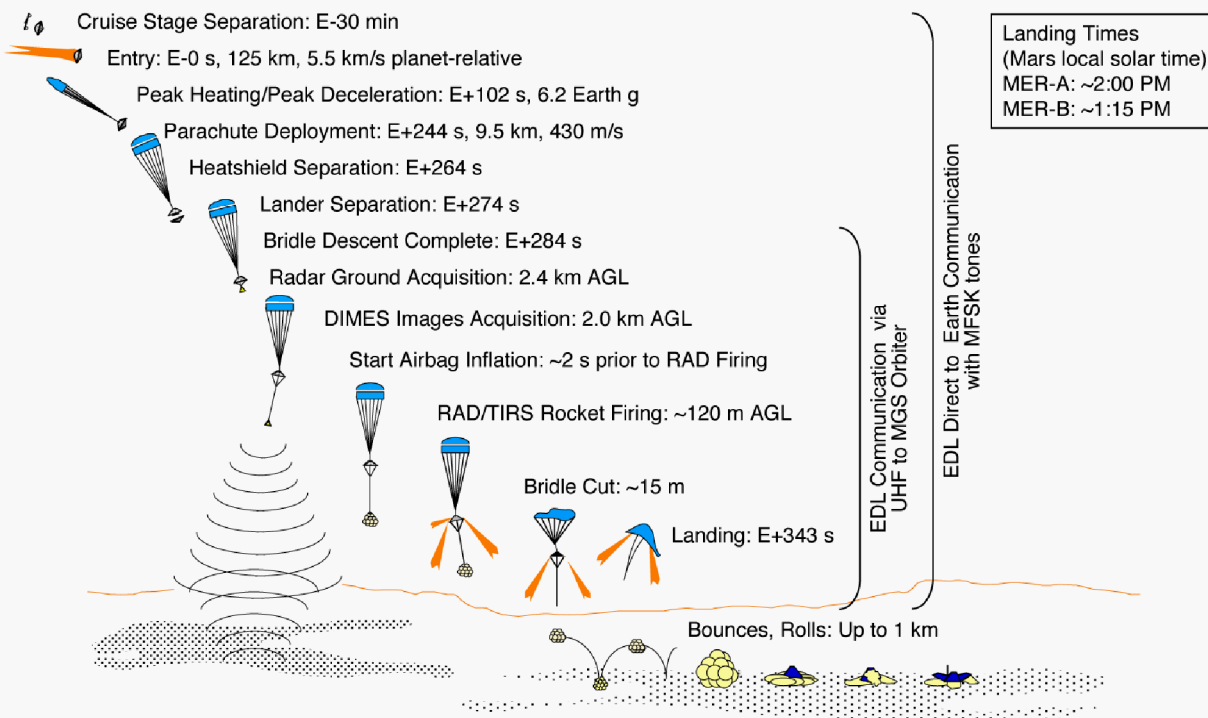 Cruise Stage Separation: E-30 min
Entry: E-0 s, 125 km, 5.5 km/s planet-relative
Peak Heating/Peak Deceleration: E+102 s, 6.2 Earth g
Parachute Deployment: E+244 s, 9.5 km, 430 m/s
Heatshield Separation: E+264 s
Lander Separation: E+274 s
Bridle Descent Complete: E+284 s
Radar Ground Acquisition: 2.4 km AGL
DIMES Images Acquisition: 2.0 km AGL
Start Airbag Inflation: ~2 s prior to RAD Firing
RAD/TIRS Rocket Firing: ~120 m AGL
Bridle Cut: ~15 m
Landing: E+343 s
Bounces, Rolls: Up to 1 km
EDL Communication via
UHF to MGS Orbiter
EDL Direct to Earth Communication
with MFSK tones
Landing Times
(Mars local solar time)
MER-A: ~2:00 PM
MER-B: ~1:15 PM